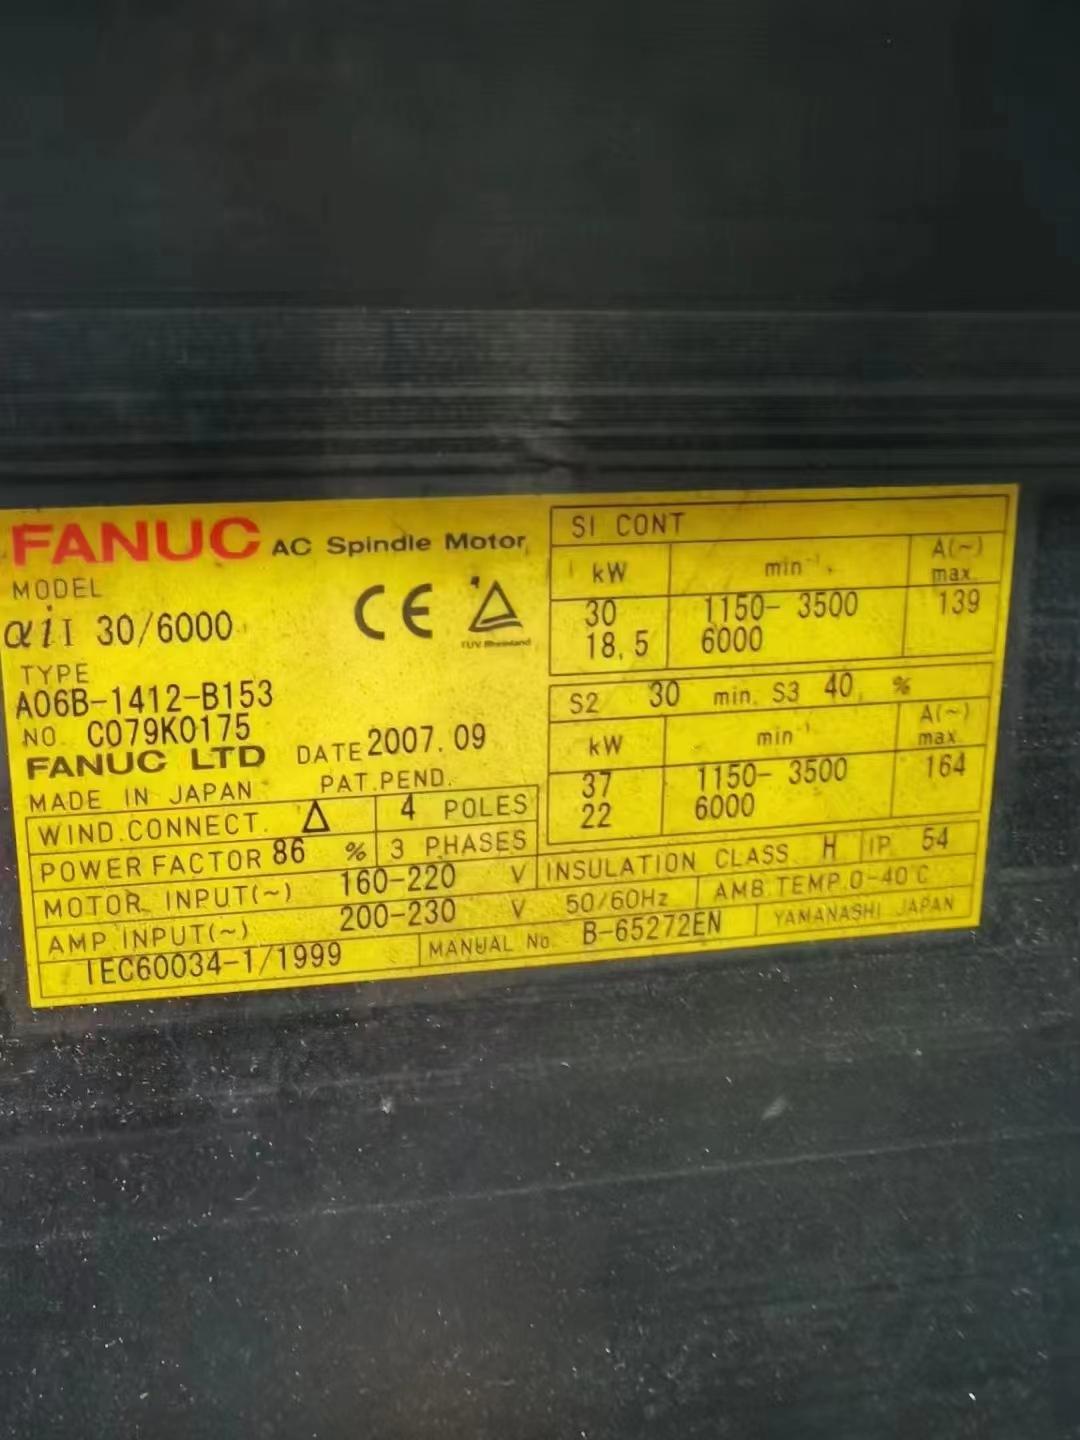 FANUC AC Spindle Motor
MODEL
αiI 30/6000
CE
TÜV Rheinland
TYPE
A06B-1412-B153
NO. C079K0175
FANUC LTD DATE 2007.09
MADE IN JAPAN PAT.PEND.
WIND.CONNECT. Δ 4 POLES
POWER FACTOR 86 % 3 PHASES
MOTOR INPUT(~) 160-220 V
AMP INPUT(~) 200-230 V 50/60Hz
IEC60034-1/1999
S1 CONT
kW min⁻¹ A(~) max.
30 1150- 3500 139
18.5 6000
S2 30 min. S3 40 %
kW min⁻¹ A(~) max.
37 1150- 3500 164
22 6000
INSULATION CLASS H IP 54
AMB.TEMP.0-40°C
MANUAL No. B-65272EN YAMANASHI JAPAN